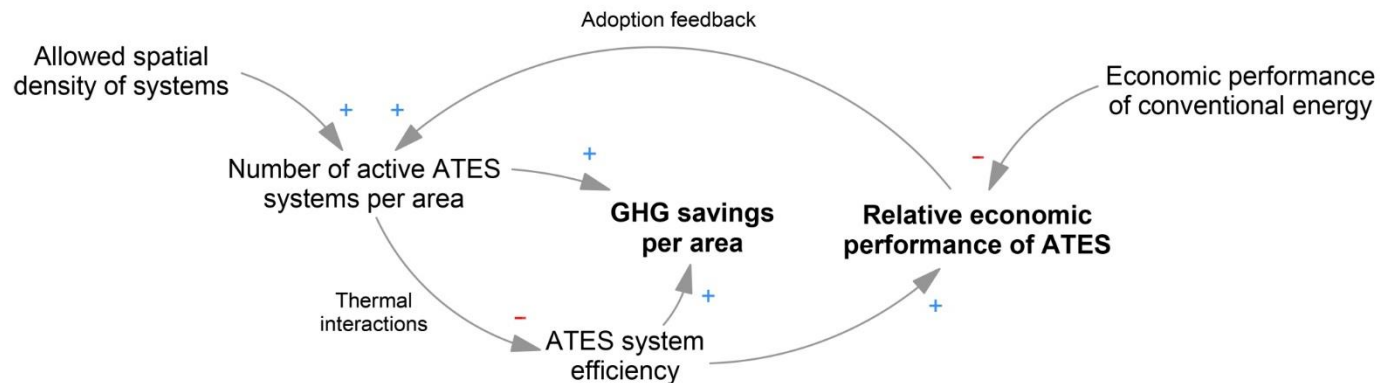 Adoption feedback
Allowed spatial
density of systems
Economic performance
of conventional energy
+
+
+
−
Number of active ATES
systems per area
GHG savings
per area
Relative economic
performance of ATES
Thermal
interactions
−
+
+
ATES system
efficiency